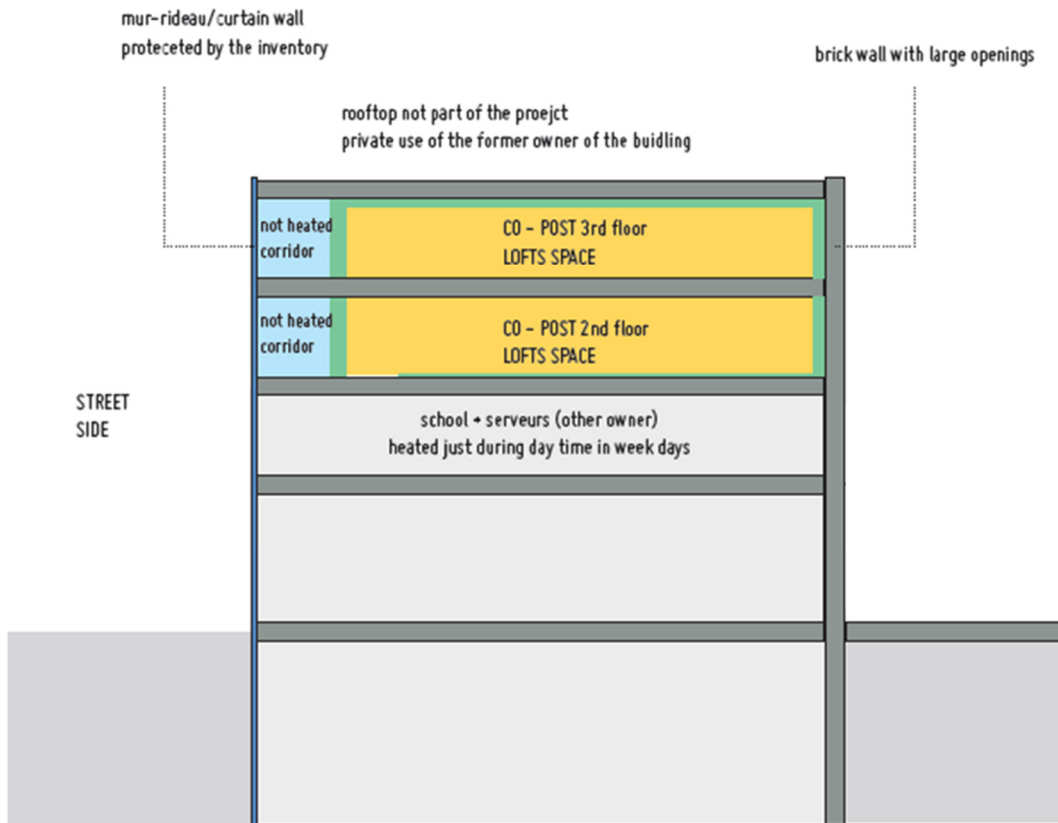 mur-rideau/curtain wall
proteceted by the inventory
brick wall with large openings
rooftop not part of the proejct
private use of the former owner of the buidling
not heated
corridor
CO - POST 3rd floor
LOFTS SPACE
not heated
corridor
CO - POST 2nd floor
LOFTS SPACE
STREET
SIDE
school + serveurs (other owner)
heated just during day time in week days